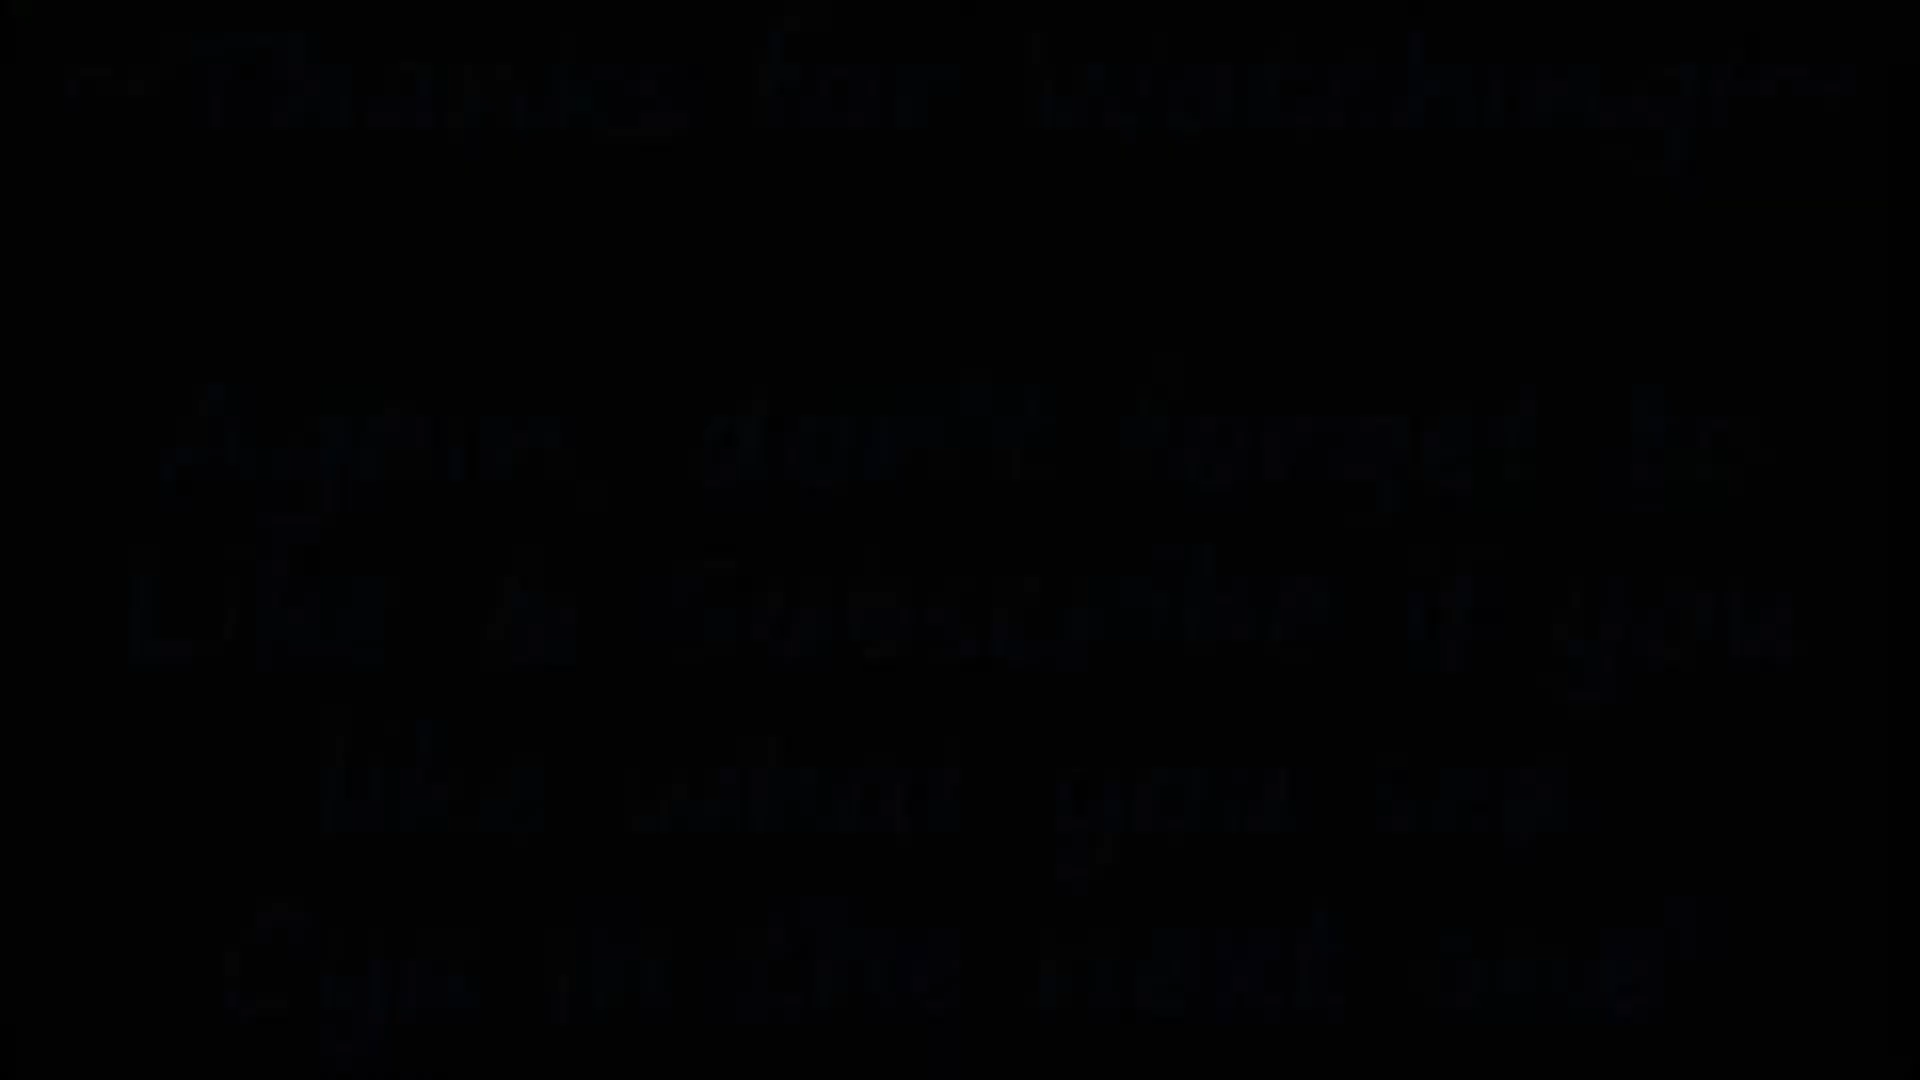 ~Thanks for watching!~
Again, don't forget to
Like & Subscribe if you
like what you see
Cya in the next one!